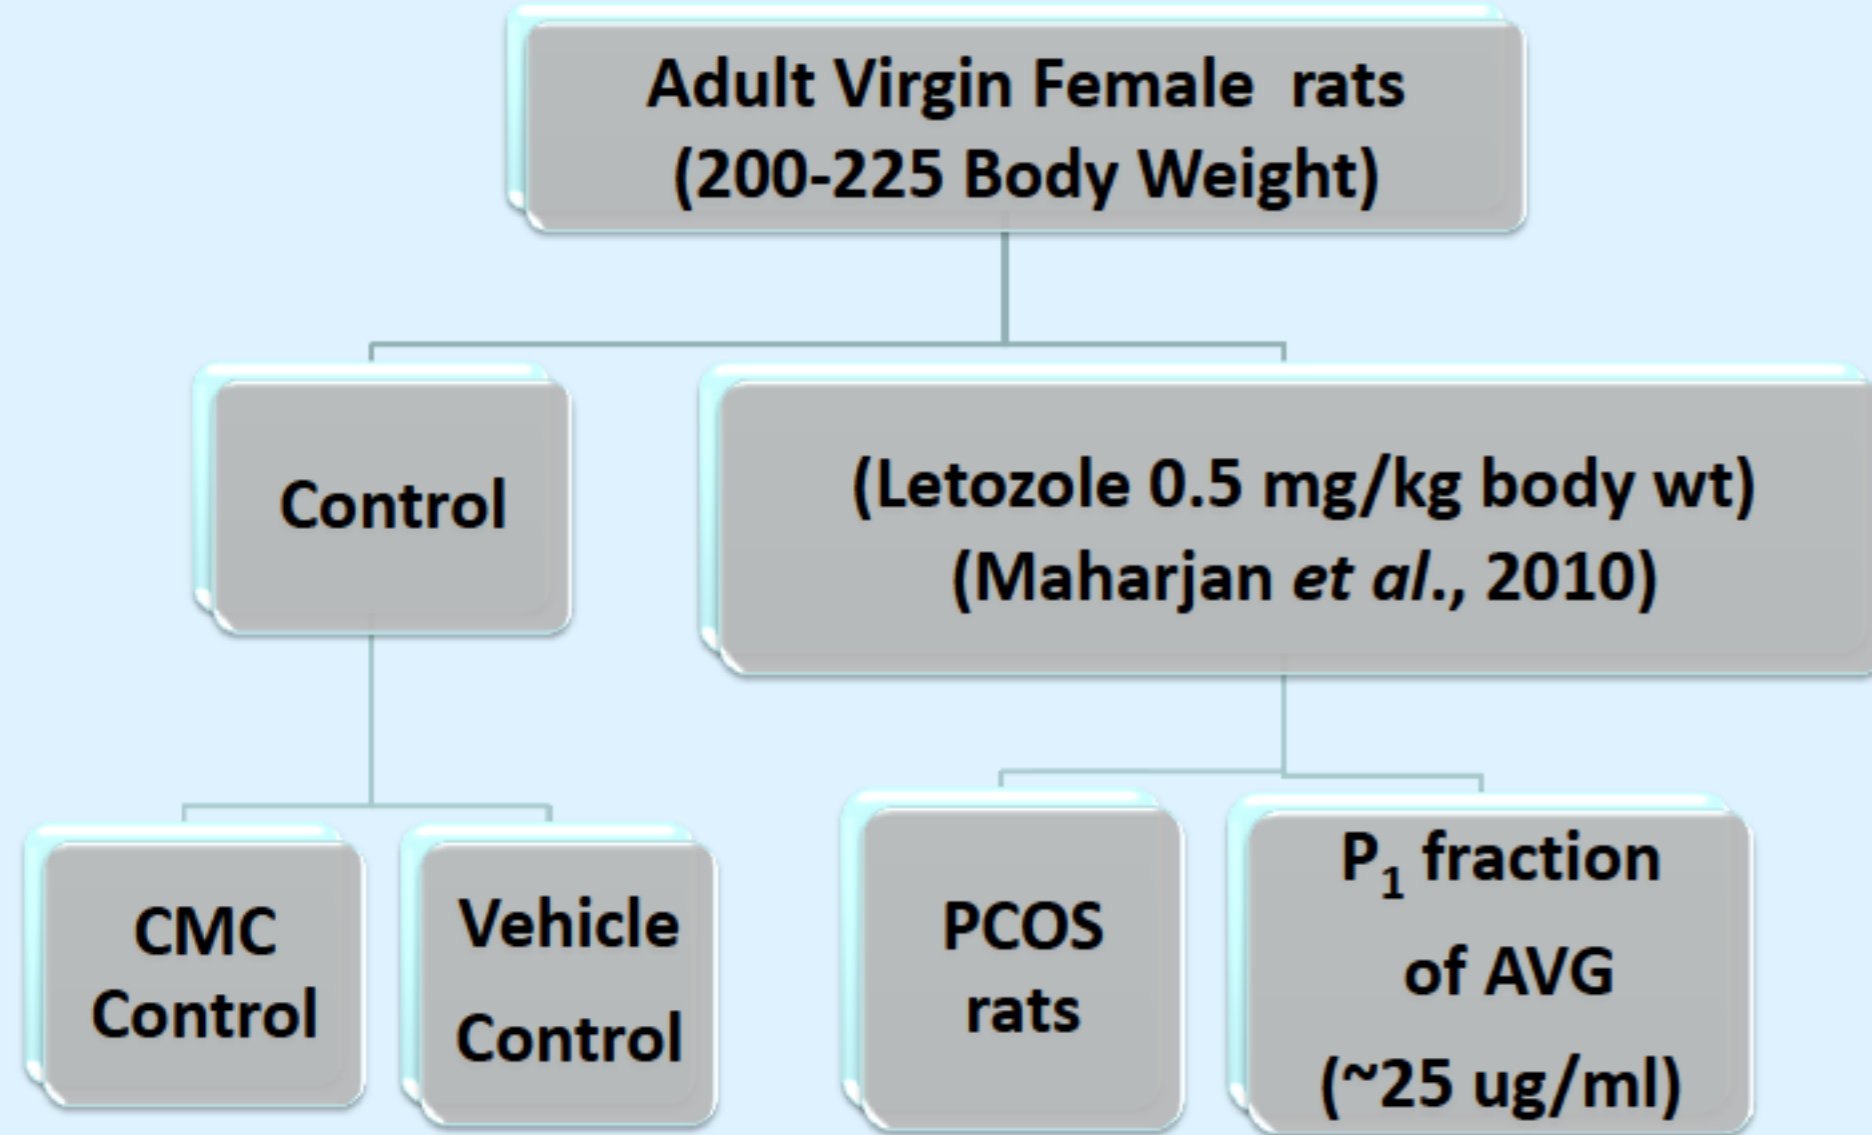 Adult Virgin Female rats
(200-225 Body Weight)
Control
(Letozole 0.5 mg/kg body wt)
(Maharjan et al., 2010)
CMC
Control
Vehicle
Control
PCOS
rats
P₁ fraction
of AVG
(~25 ug/ml)